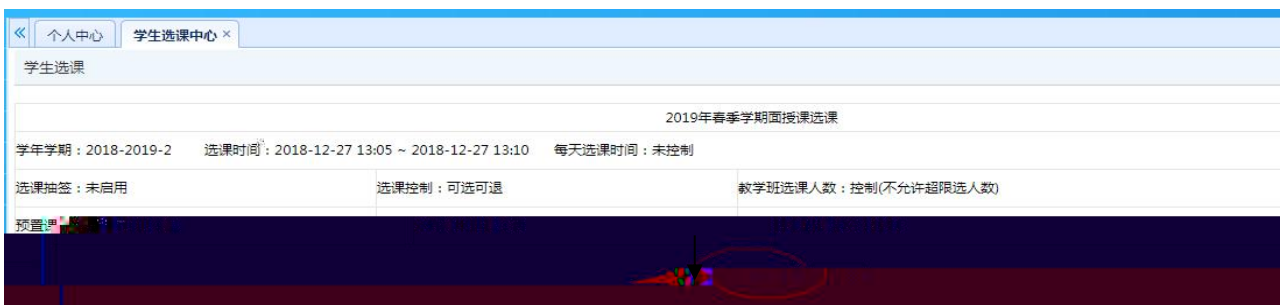 个人中心 学生选课中心
学生选课
2019年春季学期面授课选课
学年学期：2018-2019-2 选课时间：2018-12-27 13:05 ~ 2018-12-27 13:10 每天选课时间：未控制
选课抽签：未启用 选课控制：可选可退 教学班选课人数：控制(不允许超限选人数)
预置课